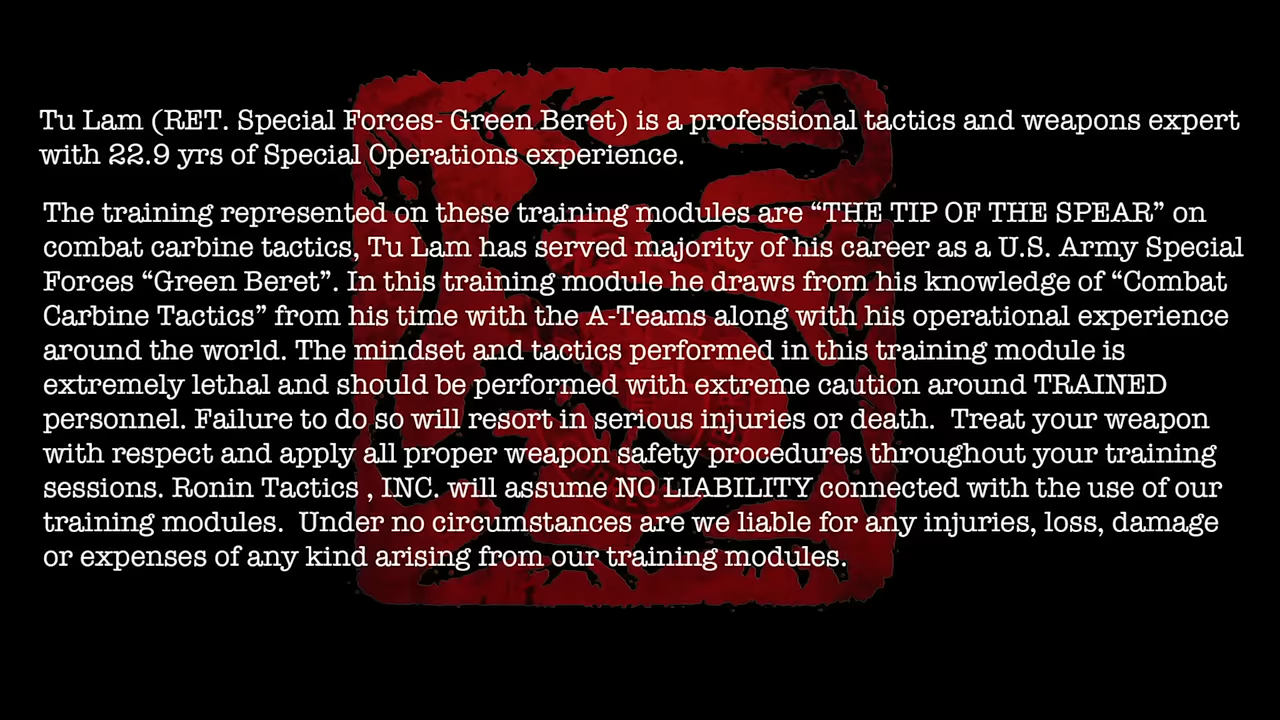 Tu Lam (RET. Special Forces- Green Beret) is a professional tactics and weapons expert
with 22.9 yrs of Special Operations experience.
The training represented on these training modules are “THE TIP OF THE SPEAR” on
combat carbine tactics, Tu Lam has served majority of his career as a U.S. Army Special
Forces “Green Beret”. In this training module he draws from his knowledge of “Combat
Carbine Tactics” from his time with the A-Teams along with his operational experience
around the world. The mindset and tactics performed in this training module is
extremely lethal and should be performed with extreme caution around TRAINED
personnel. Failure to do so will resort in serious injuries or death.  Treat your weapon
with respect and apply all proper weapon safety procedures throughout your training
sessions. Ronin Tactics , INC. will assume NO LIABILITY connected with the use of our
training modules.  Under no circumstances are we liable for any injuries, loss, damage
or expenses of any kind arising from our training modules.